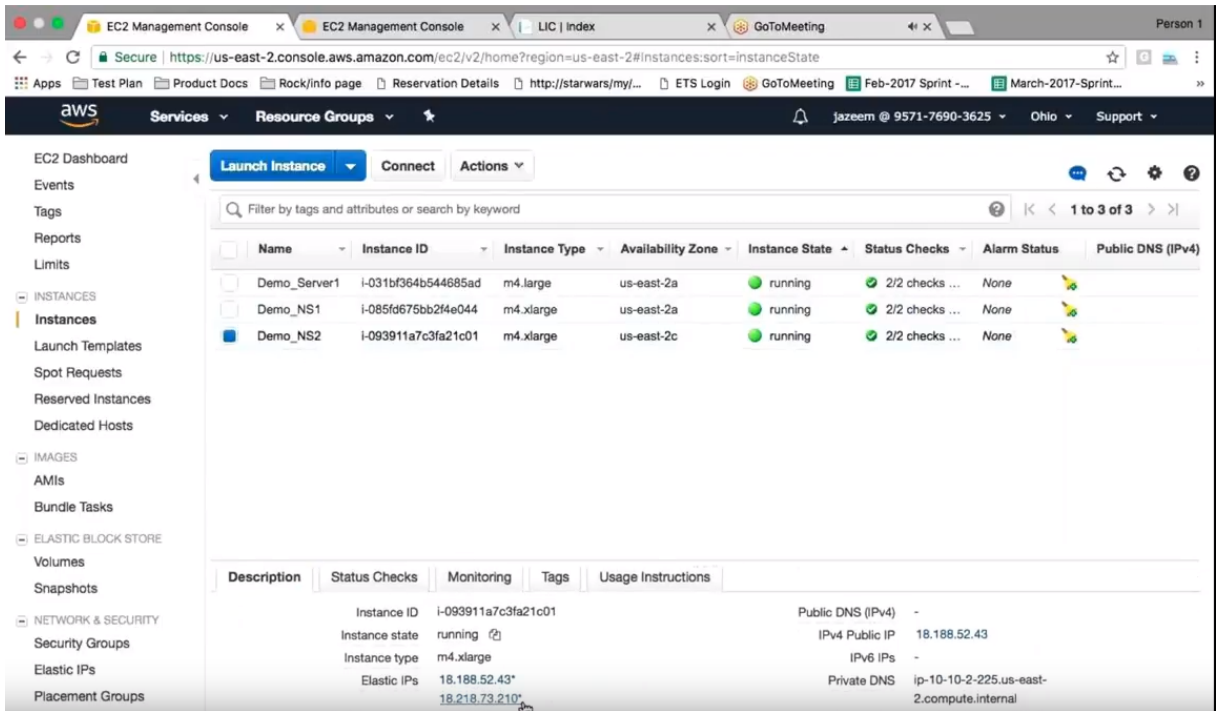 EC2 Management Console
EC2 Management Console
LIC | Index
GoToMeeting
Person 1
Secure | https://us-east-2.console.aws.amazon.com/ec2/v2/home?region=us-east-2#Instances:sort=instanceState
Apps Test Plan Product Docs Rock/info page Reservation Details http://starwars/my/... ETS Login GoToMeeting Feb-2017 Sprint -... March-2017-Sprint... »
aws Services Resource Groups jazeem @ 9571-7690-3625 Ohio Support
EC2 Dashboard
Events
Tags
Reports
Limits
INSTANCES
Instances
Launch Templates
Spot Requests
Reserved Instances
Dedicated Hosts
IMAGES
AMIs
Bundle Tasks
ELASTIC BLOCK STORE
Volumes
Snapshots
NETWORK & SECURITY
Security Groups
Elastic IPs
Placement Groups
Launch Instance Connect Actions
Filter by tags and attributes or search by keyword
1 to 3 of 3
Name Instance ID Instance Type Availability Zone Instance State Status Checks Alarm Status Public DNS (IPv4)
Demo_Server1 i-031bf364b544685ad m4.large us-east-2a running 2/2 checks ... None
Demo_NS1 i-085fd675bb2f4e044 m4.xlarge us-east-2a running 2/2 checks ... None
Demo_NS2 i-093911a7c3fa21c01 m4.xlarge us-east-2c running 2/2 checks ... None
Description Status Checks Monitoring Tags Usage Instructions
Instance ID i-093911a7c3fa21c01
Instance state running
Instance type m4.xlarge
Elastic IPs 18.188.52.43*
18.218.73.210*
Public DNS (IPv4) -
IPv4 Public IP 18.188.52.43
IPv6 IPs -
Private DNS ip-10-10-2-225.us-east-
2.compute.internal